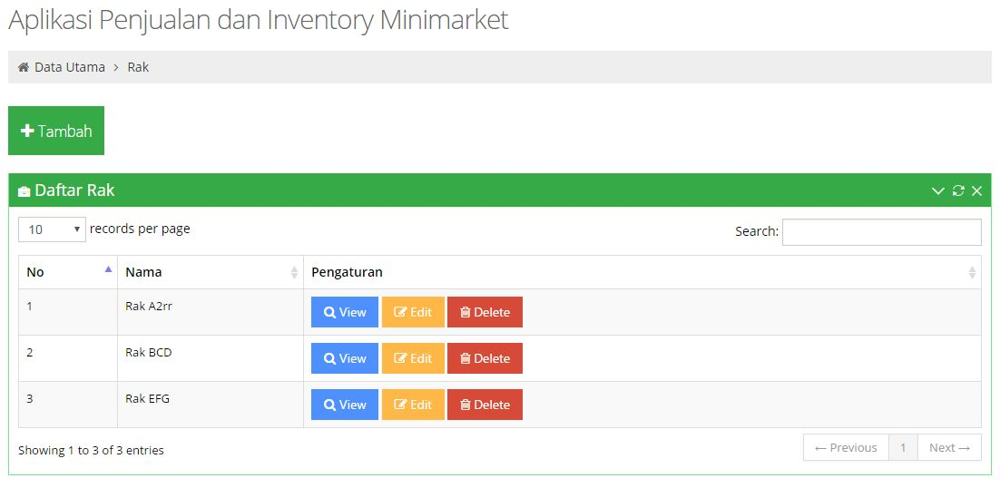 Aplikasi Penjualan dan Inventory Minimarket
Data Utama > Rak
Tambah
Daftar Rak
10 records per page Search:
No Nama Pengaturan
1 Rak A2rr View Edit Delete
2 Rak BCD View Edit Delete
3 Rak EFG View Edit Delete
Showing 1 to 3 of 3 entries ← Previous 1 Next →